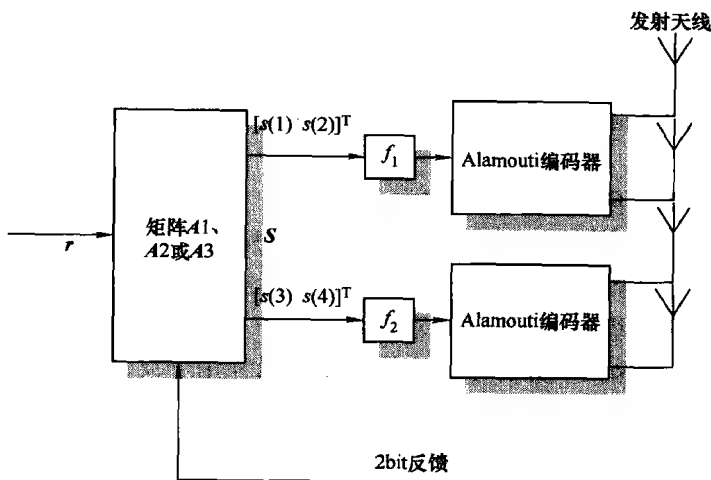 发射天线
[s(1) s(2)]ᵀ
f₁
Alamouti编码器
矩阵A1、
A2或A3
r
S
[s(3) s(4)]ᵀ
f₂
Alamouti编码器
2bit反馈